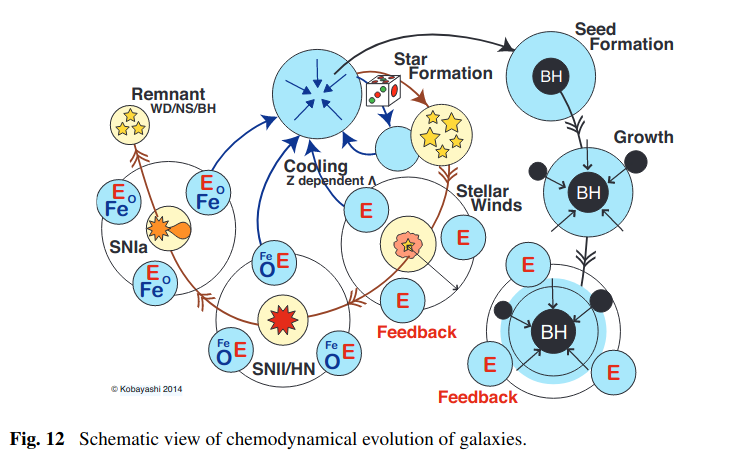 Seed
Formation
BH
Star
Formation
Remnant
WD/NS/BH
Growth
BH
Cooling
Z dependent Λ
Stellar
Winds
E
E
E
Feedback
E O
Fe
E O
Fe
E O
Fe
SNIa
Fe
O E
Fe
O E
Fe
O E
SNII/HN
E
BH
E
E
Feedback
© Kobayashi 2014
Fig. 12 Schematic view of chemodynamical evolution of galaxies.